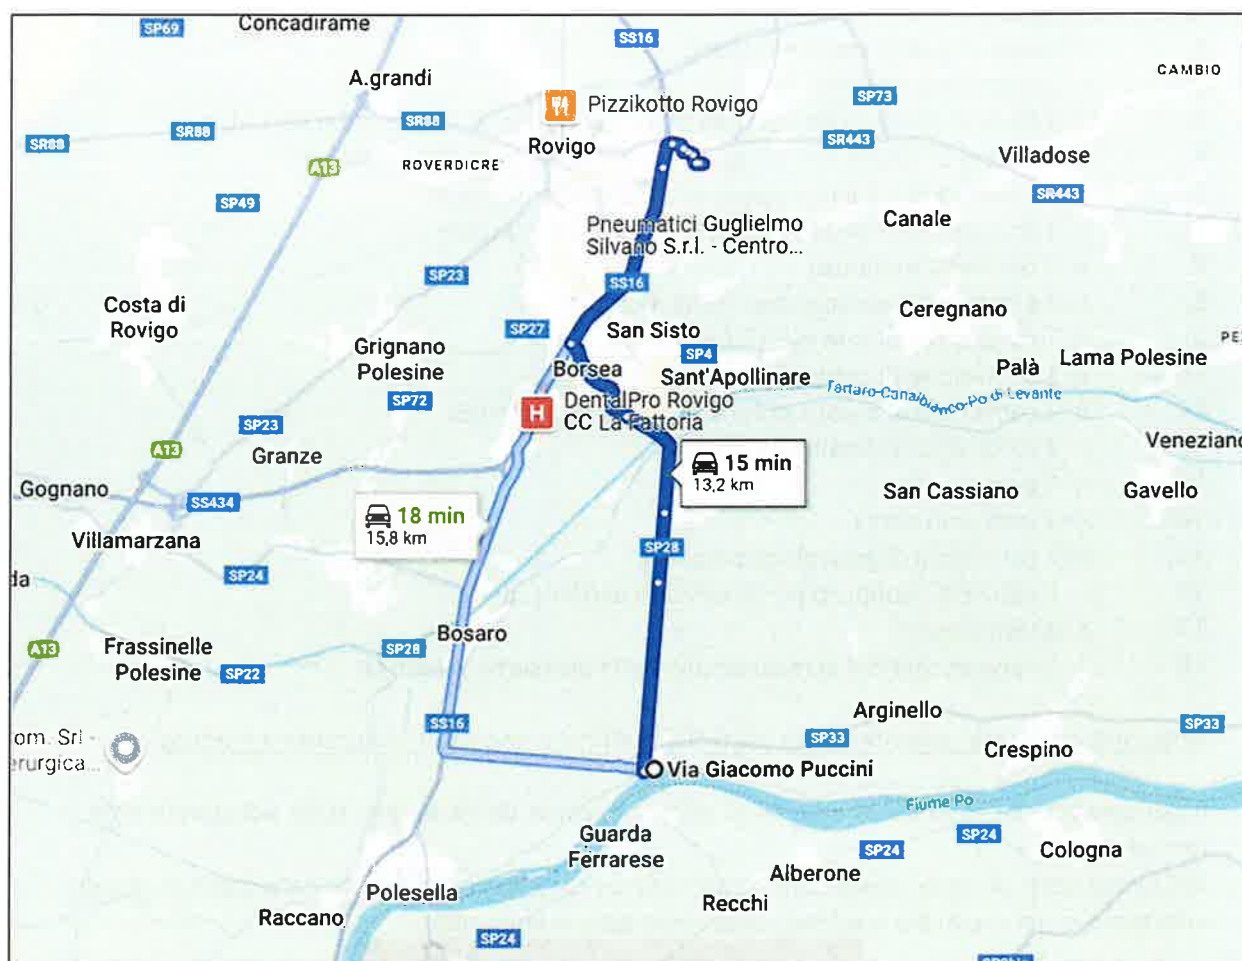 Concadirame
SP69
SS16
A.grandi
CAMBIO
Pizzikotto Rovigo
SP73
SR88
SR88
SR88
SR443
Rovigo
ROVERDICRE
Villadose
A13
SR443
SP49
Pneumatici Guglielmo
Silvano S.r.l. - Centro...
Canale
SP23
SS16
Costa di
Rovigo
Ceregnano
SP27
San Sisto
Grignano
Polesine
SP4
Lama Polesine
Palà
Borsea
Sant'Apollinare
Tartaro-Canalbianco-Po di Levante
SP72
H
DentalPro Rovigo
CC La Fattoria
SP23
A13
Granze
15 min
13,2 km
Gognano
SS434
San Cassiano
Gavello
18 min
15,8 km
Villamarzana
SP28
SP24
da
Bosaro
A13
Frassinelle
Polesine
SP28
SP22
Arginello
SS16
SP33
SP33
om. Srl
erurgica...
Crespino
Via Giacomo Puccini
Fiume Po
Guarda
Ferrarese
SP24
SP24
Cologna
Alberone
Polesella
Recchi
Raccano
SP24